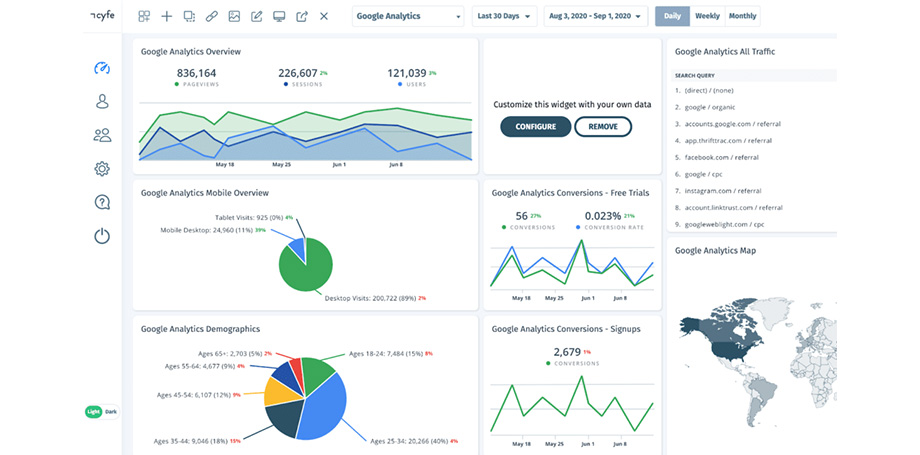 cyfe
Google Analytics
Last 30 Days
Aug 3, 2020 - Sep 1, 2020
Daily
Weekly
Monthly
Google Analytics Overview
836,164
226,607 2%
121,039 3%
PAGEVIEWS
SESSIONS
USERS
May 18
May 25
Jun 1
Jun 8
Customize this widget with your own data
CONFIGURE
REMOVE
Google Analytics All Traffic
SEARCH QUERY
1. (direct) / (none)
2. google / organic
3. accounts.google.com / referral
4. app.thrifttrac.com / referral
5. facebook.com / referral
6. google / cpc
7. instagram.com / referral
8. account.linktrust.com / referral
9. googleweblight.com / cpc
Google Analytics Mobile Overview
Tablet Visits: 925 (0%) 4%
Mobile Desktop: 24,960 (11%) 39%
Desktop Visits: 200,722 (89%) 2%
Google Analytics Conversions - Free Trials
56 27%
0.023% 21%
CONVERSIONS
CONVERSION RATE
May 18
May 25
Jun 1
Jun 8
Google Analytics Map
Google Analytics Demographics
Ages 65+: 2,703 (5%) 2%
Ages 18-24: 7,484 (15%) 8%
Ages 55-64: 4,677 (9%) 4%
Ages 45-54: 6,107 (12%) 9%
Ages 35-44: 9,046 (18%) 15%
Ages 25-34: 20,266 (40%) 4%
Google Analytics Conversions - Signups
2,679 1%
CONVERSIONS
May 18
May 25
Jun 1
Jun 8
Light
Dark